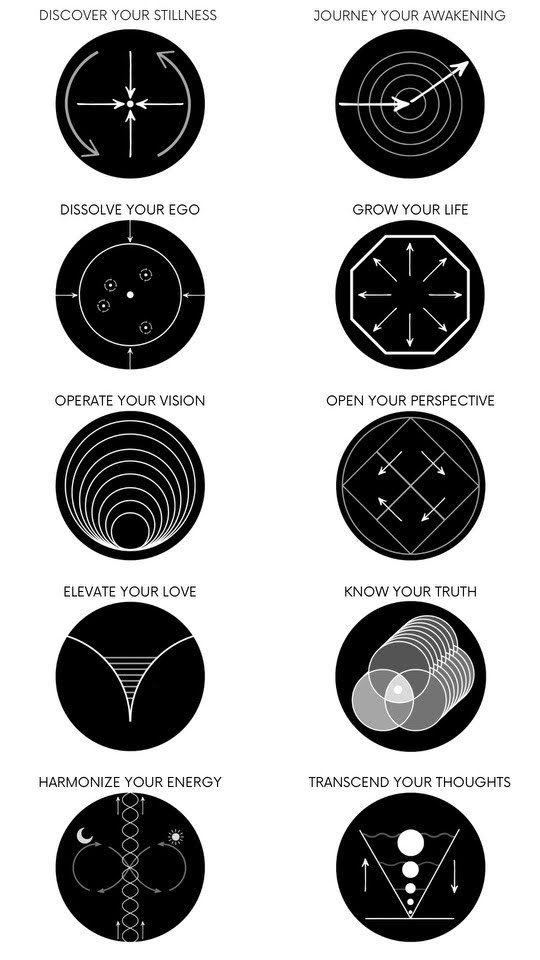 DISCOVER YOUR STILLNESS
JOURNEY YOUR AWAKENING
DISSOLVE YOUR EGO
GROW YOUR LIFE
OPERATE YOUR VISION
OPEN YOUR PERSPECTIVE
ELEVATE YOUR LOVE
KNOW YOUR TRUTH
HARMONIZE YOUR ENERGY
TRANSCEND YOUR THOUGHTS